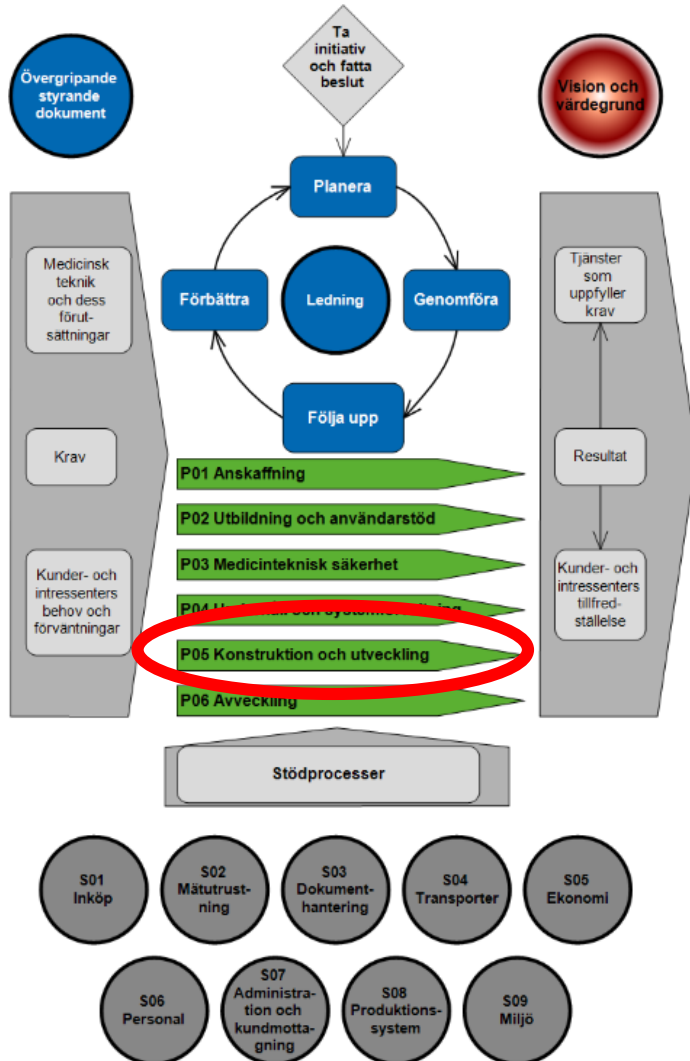 Ta
initiativ
och fatta
beslut
Övergripande
styrande
dokument
Vision och
värdegrund
Planera
Förbättra
Ledning
Genomföra
Följa upp
Medicinsk
teknik
och dess
förut-
sättningar
Krav
Kunder- och
intressenters
behov och
förväntningar
Tjänster
som
uppfyller
krav
Resultat
Kunder- och
intressenters
tillfred-
ställelse
P01 Anskaffning
P02 Utbildning och användarstöd
P03 Medicinteknisk säkerhet
P04
P05 Konstruktion och utveckling
P06 Avveckling
Stödprocesser
S01
Inköp
S02
Mätutrust-
ning
S03
Dokument-
hantering
S04
Transporter
S05
Ekonomi
S06
Personal
S07
Administra-
tion och
kundmotta-
gning
S08
Produktions-
system
S09
Miljö